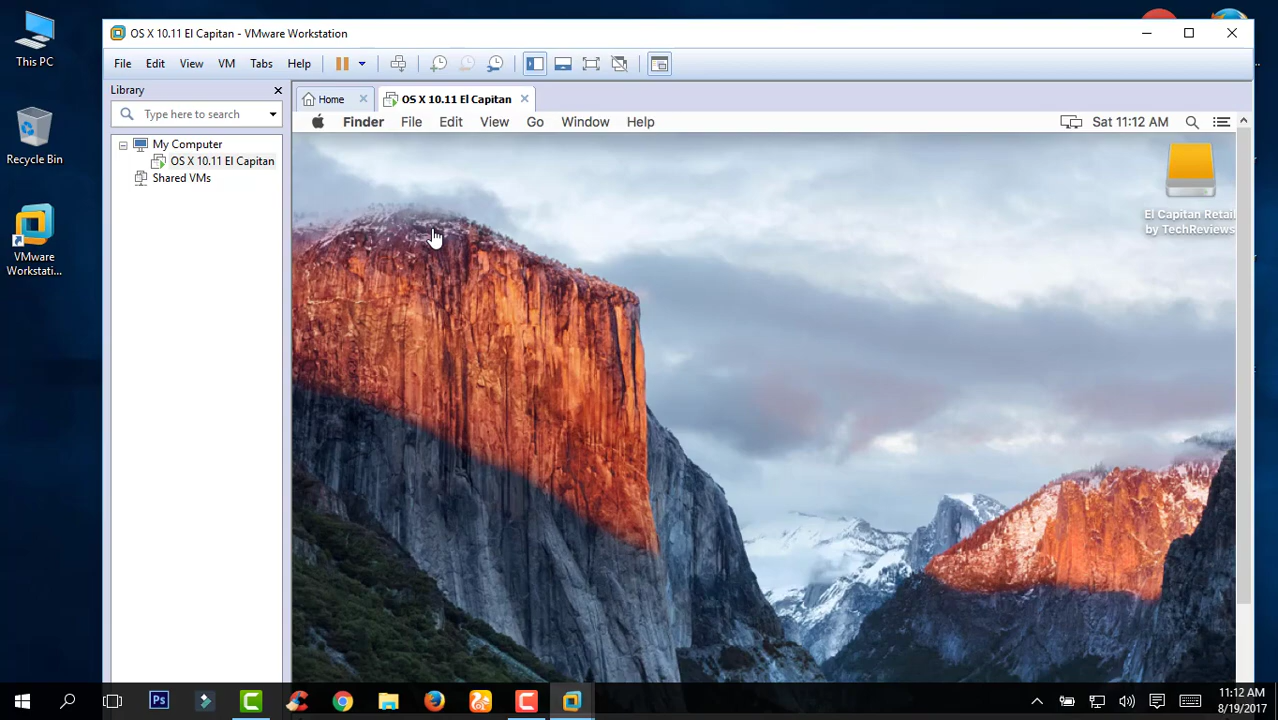 This PC
Recycle Bin
VMware
Workstati...
OS X 10.11 El Capitan - VMware Workstation
File Edit View VM Tabs Help
Library
Type here to search
My Computer
OS X 10.11 El Capitan
Shared VMs
Home
OS X 10.11 El Capitan
Finder File Edit View Go Window Help
Sat 11:12 AM
El Capitan Retail
by TechReviews
Ps
11:12 AM
8/19/2017